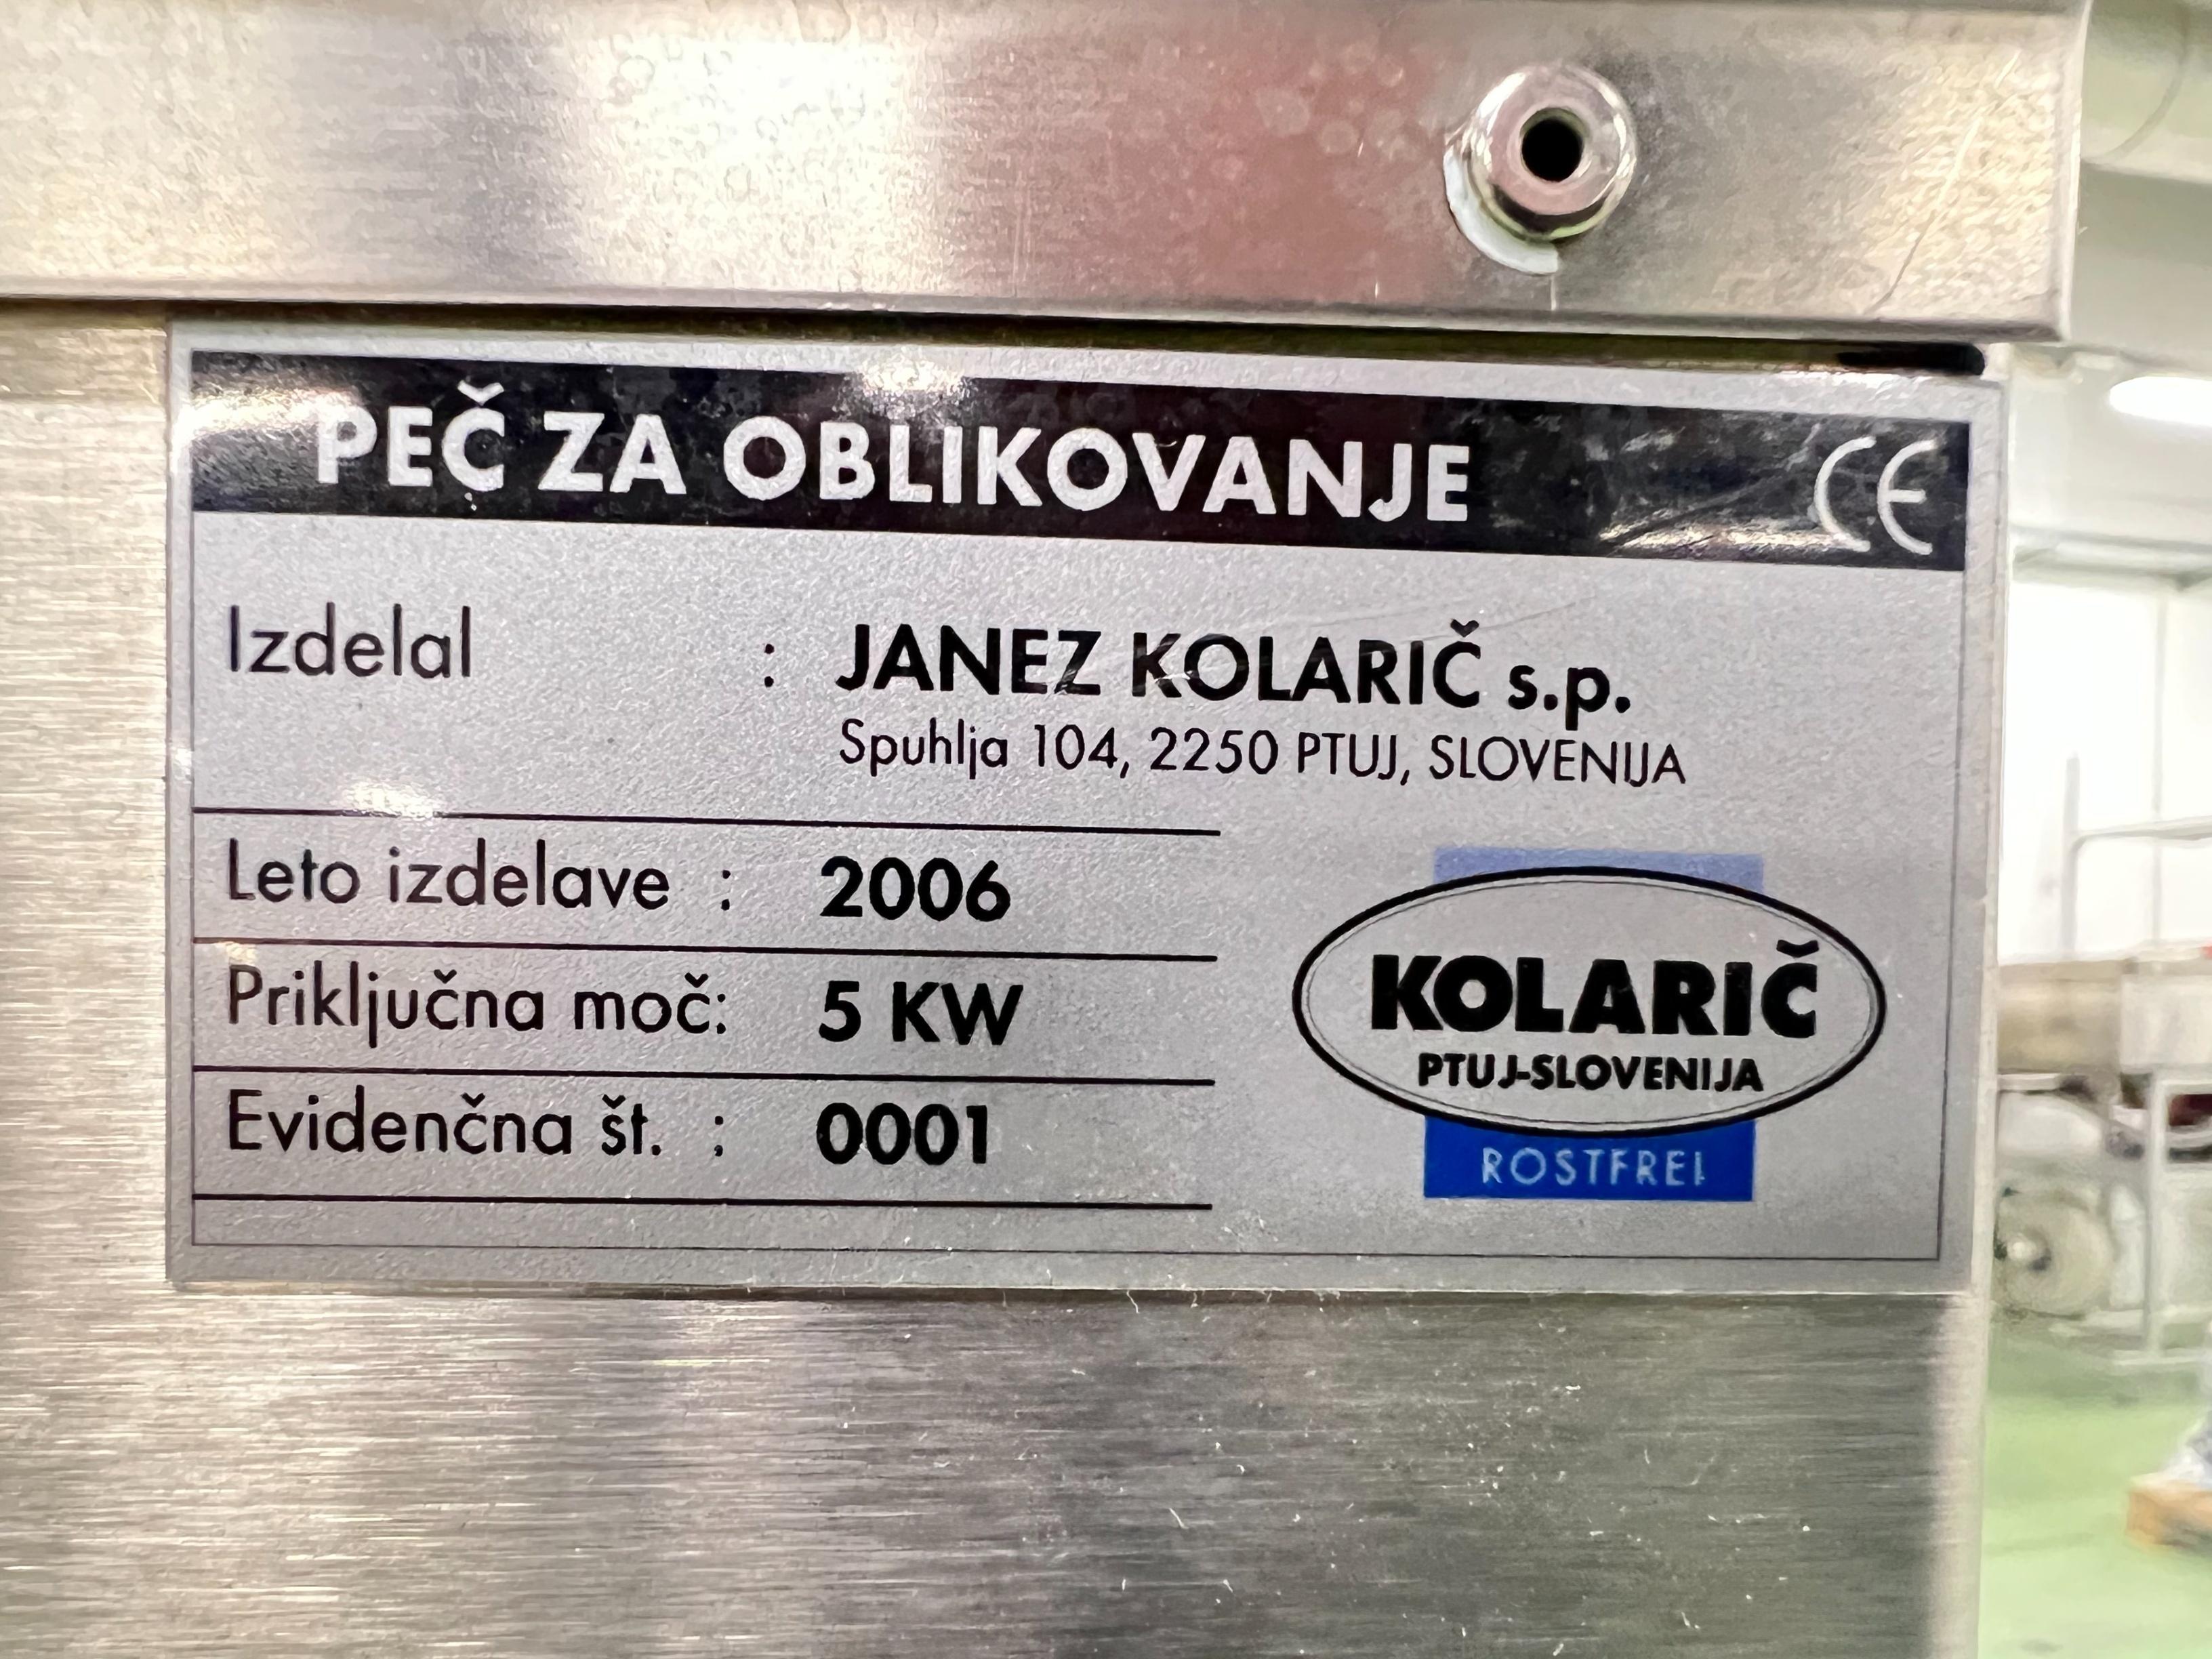 PEČ ZA OBLIKOVANJE CE
Izdelal : JANEZ KOLARIČ s.p.
Spuhlja 104, 2250 PTUJ, SLOVENIJA
Leto izdelave : 2006
Priključna moč: 5 KW
Evidenčna št. : 0001
KOLARIČ
PTUJ-SLOVENIJA
ROSTFREI